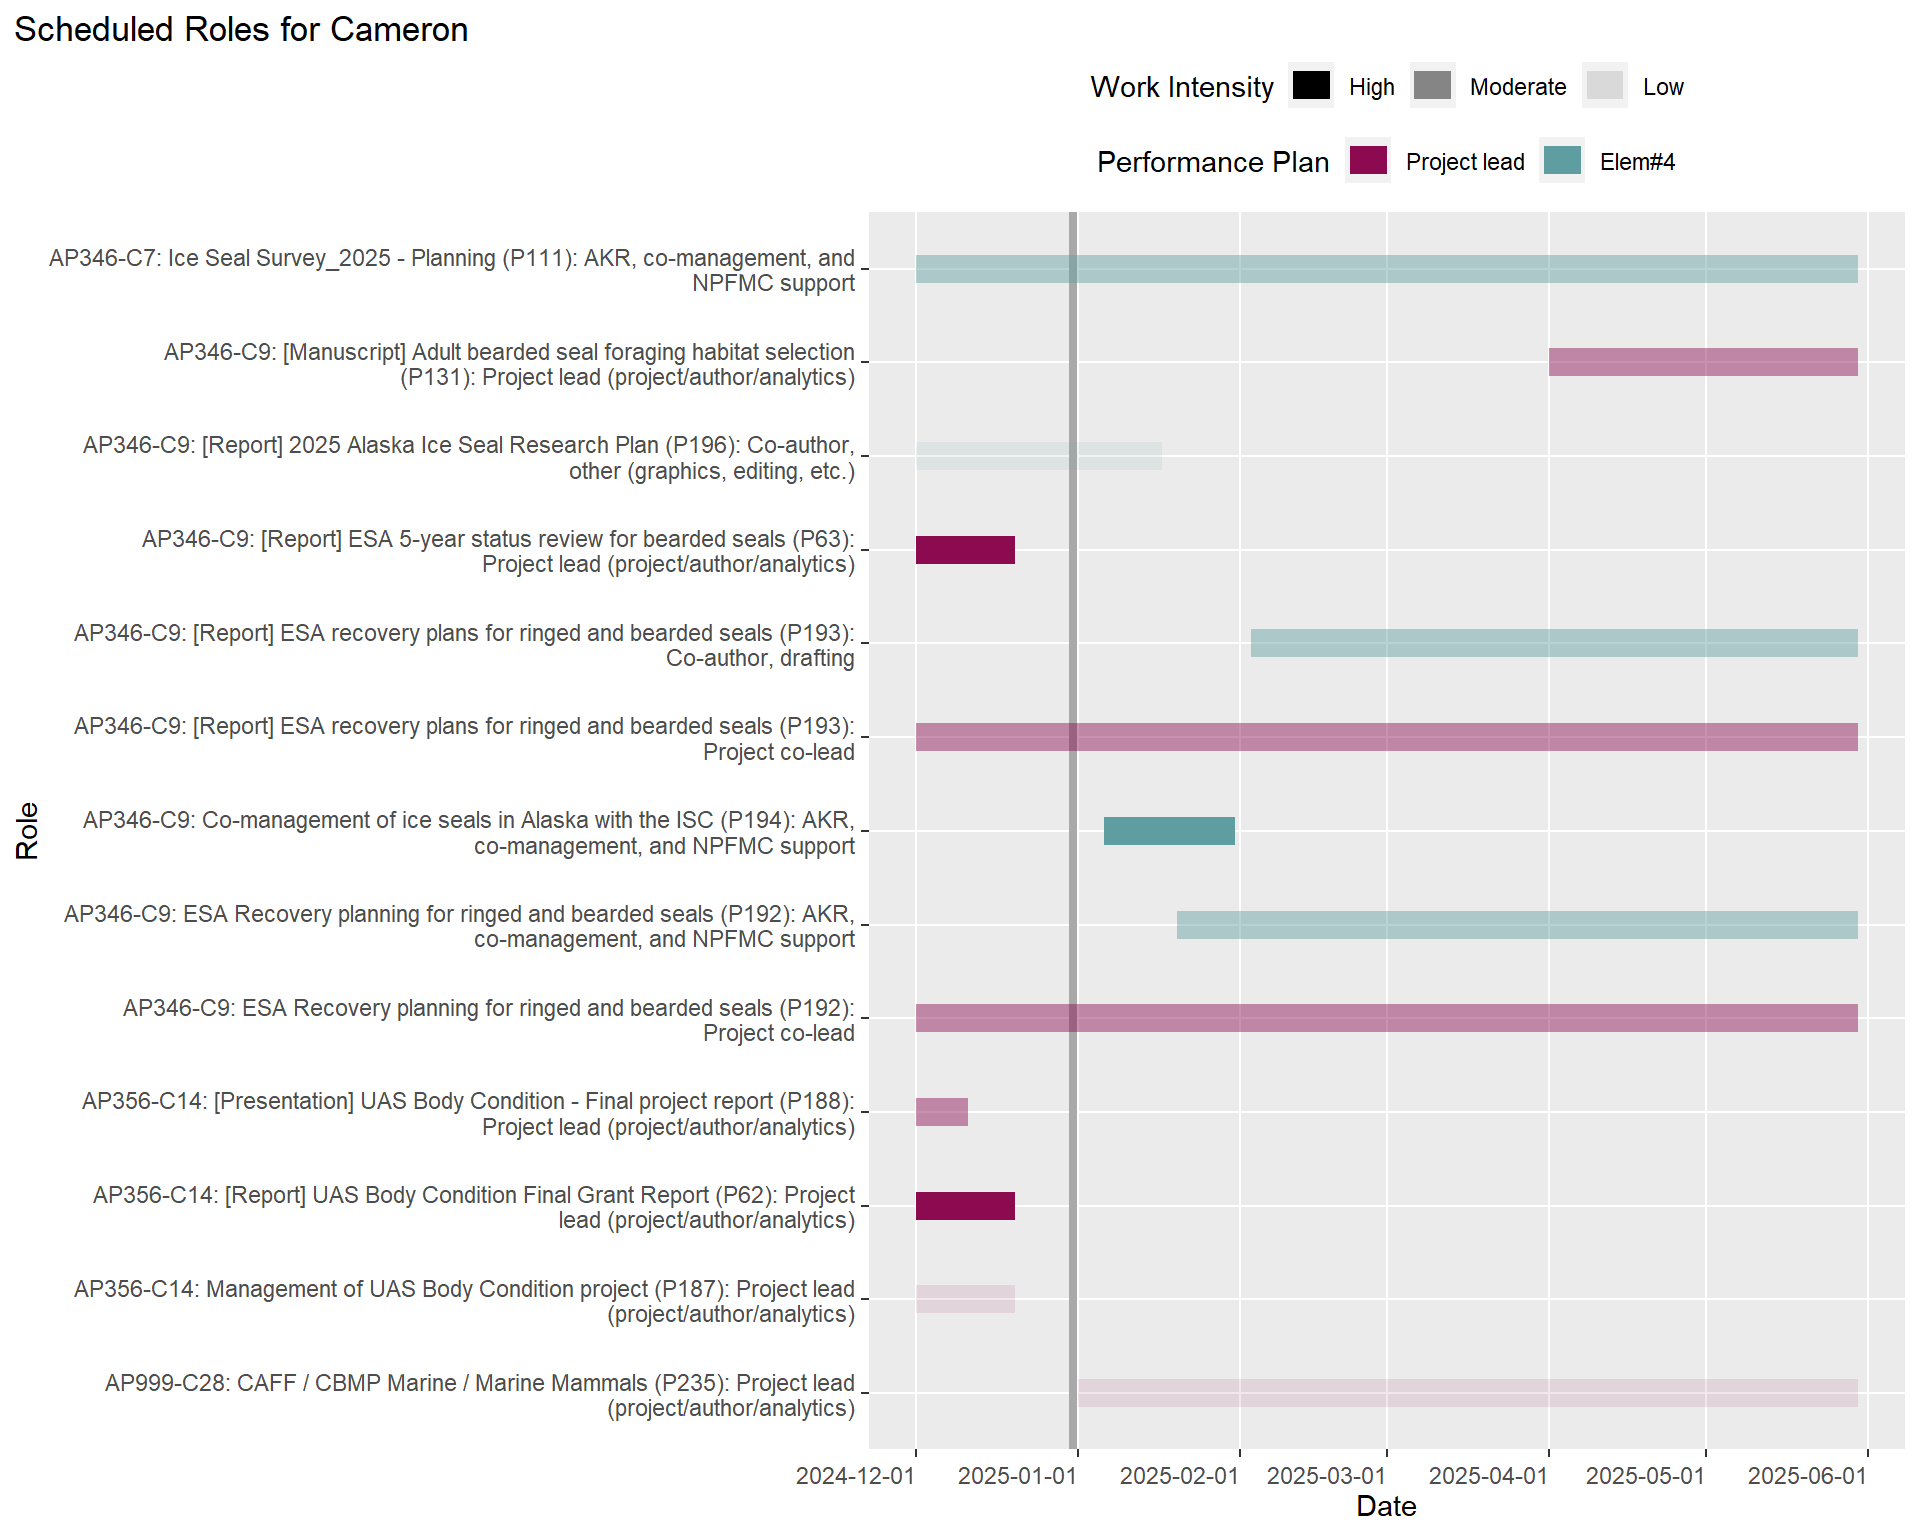 Scheduled Roles for Cameron
Work Intensity High Moderate Low
Performance Plan Project lead Elem#4
AP346-C7: Ice Seal Survey_2025 - Planning (P111): AKR, co-management, and
NPFMC support
AP346-C9: [Manuscript] Adult bearded seal foraging habitat selection
(P131): Project lead (project/author/analytics)
AP346-C9: [Report] 2025 Alaska Ice Seal Research Plan (P196): Co-author,
other (graphics, editing, etc.)
AP346-C9: [Report] ESA 5-year status review for bearded seals (P63):
Project lead (project/author/analytics)
AP346-C9: [Report] ESA recovery plans for ringed and bearded seals (P193):
Co-author, drafting
AP346-C9: [Report] ESA recovery plans for ringed and bearded seals (P193):
Project co-lead
AP346-C9: Co-management of ice seals in Alaska with the ISC (P194): AKR,
co-management, and NPFMC support
AP346-C9: ESA Recovery planning for ringed and bearded seals (P192): AKR,
co-management, and NPFMC support
AP346-C9: ESA Recovery planning for ringed and bearded seals (P192):
Project co-lead
AP356-C14: [Presentation] UAS Body Condition - Final project report (P188):
Project lead (project/author/analytics)
AP356-C14: [Report] UAS Body Condition Final Grant Report (P62): Project
lead (project/author/analytics)
AP356-C14: Management of UAS Body Condition project (P187): Project lead
(project/author/analytics)
AP999-C28: CAFF / CBMP Marine / Marine Mammals (P235): Project lead
(project/author/analytics)
Role
2024-12-01 2025-01-01 2025-02-01 2025-03-01 2025-04-01 2025-05-01 2025-06-01
Date